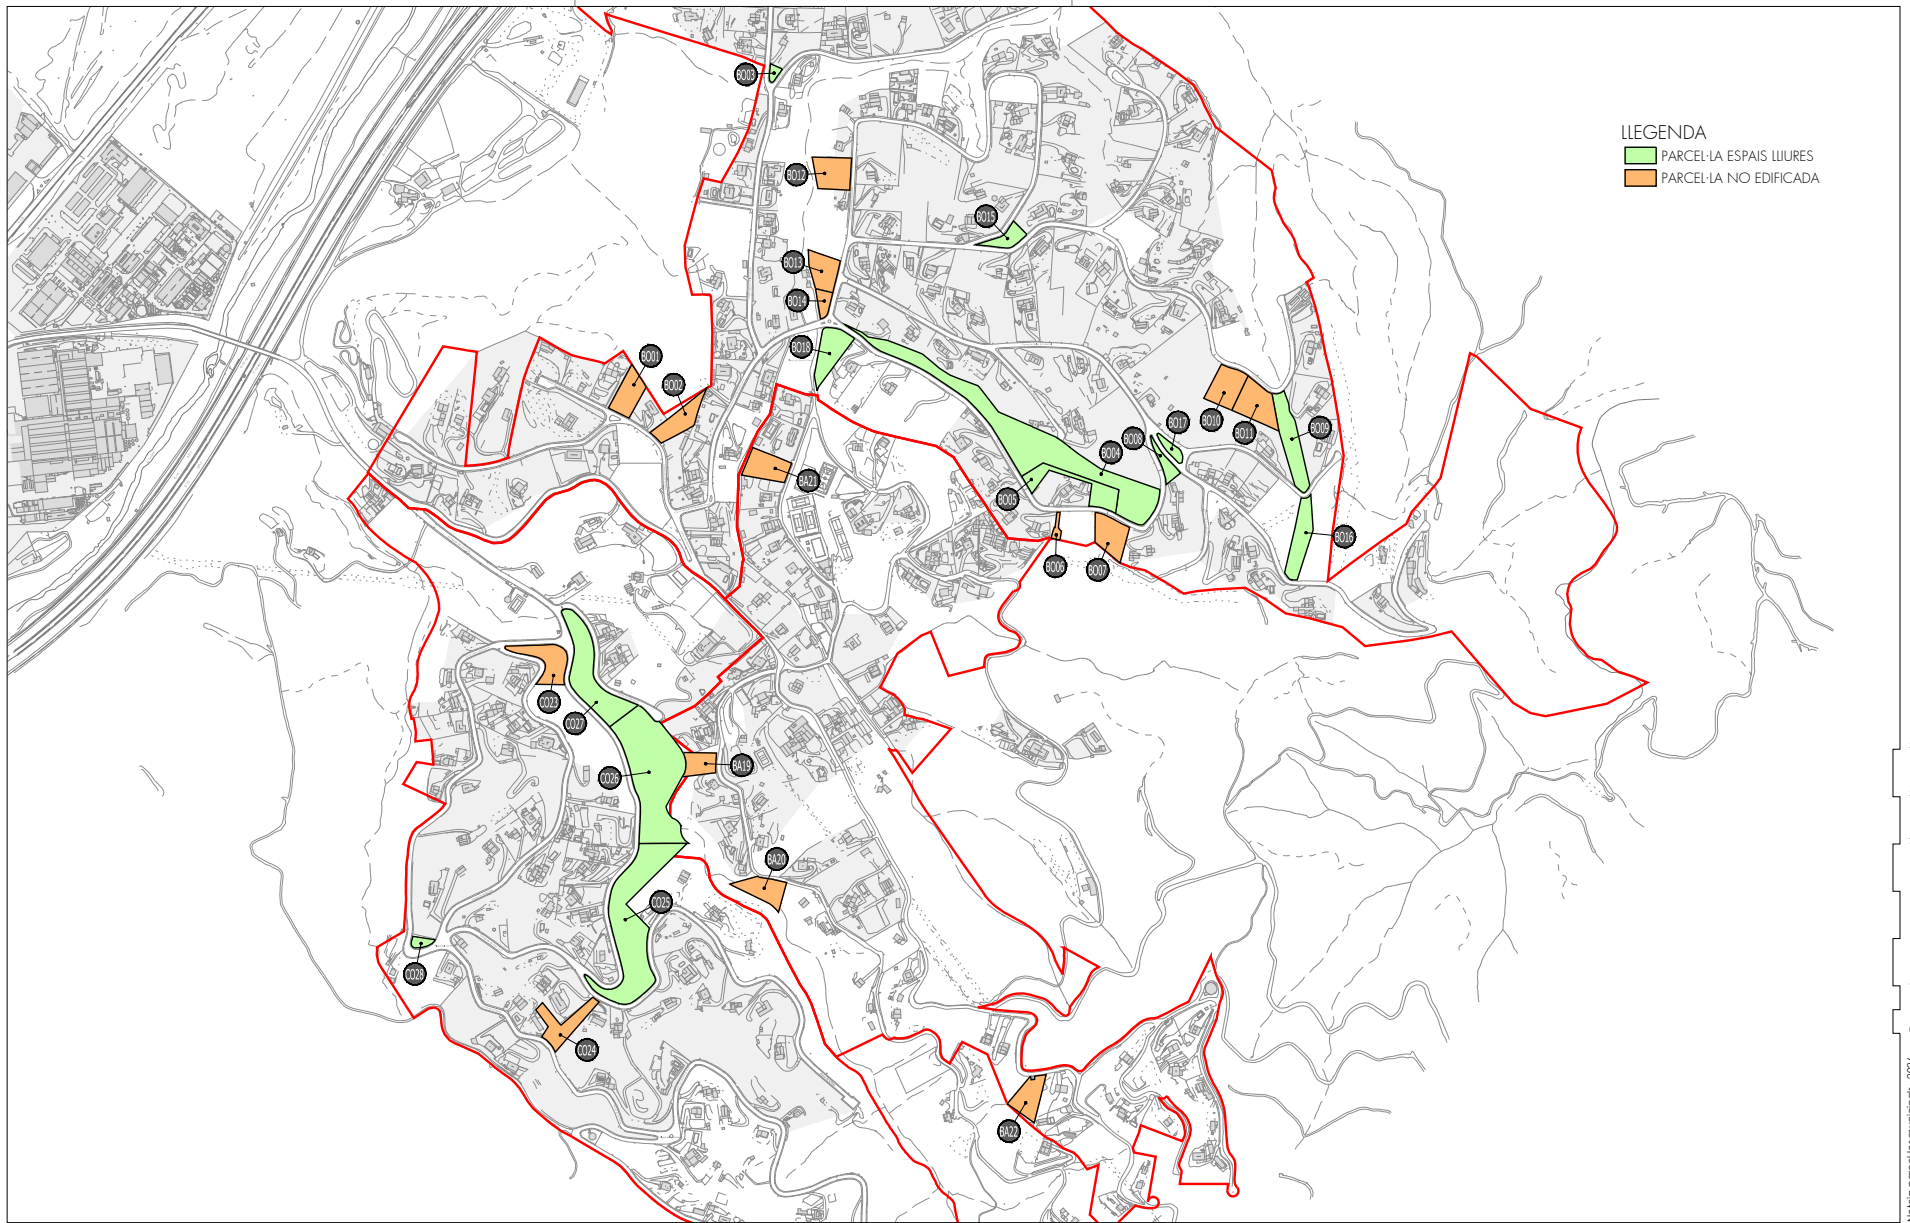 LLEGENDA
PARCEL·LA ESPAIS LLIURES
PARCEL·LA NO EDIFICADA
BO03
BO12
BO15
BO13
BO14
BO18
BO01
BO02
BO10
BO11
BO09
BO17
BO08
BO04
BO05
BA21
BO06
BO07
BO16
CO23
CO27
CO26
BA19
BA20
CO25
CO28
CO24
BA22